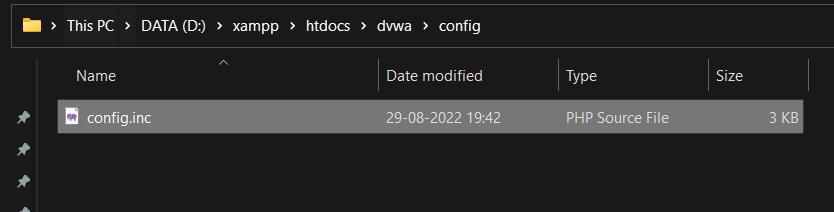 This PC > DATA (D:) > xampp > htdocs > dvwa > config
Name Date modified Type Size
config.inc 29-08-2022 19:42 PHP Source File 3 KB